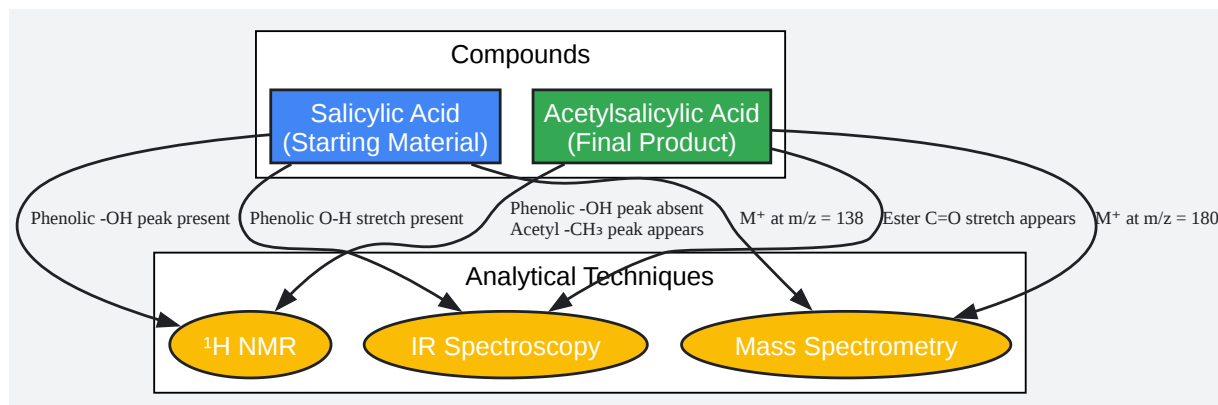 Compounds
Salicylic Acid
(Starting Material)
Acetylsalicylic Acid
(Final Product)
Phenolic -OH peak present
Phenolic O-H stretch present
Phenolic -OH peak absent
Acetyl -CH₃ peak appears
M⁺ at m/z = 138
Ester C=O stretch appears
M⁺ at m/z = 180
Analytical Techniques
¹H NMR
IR Spectroscopy
Mass Spectrometry